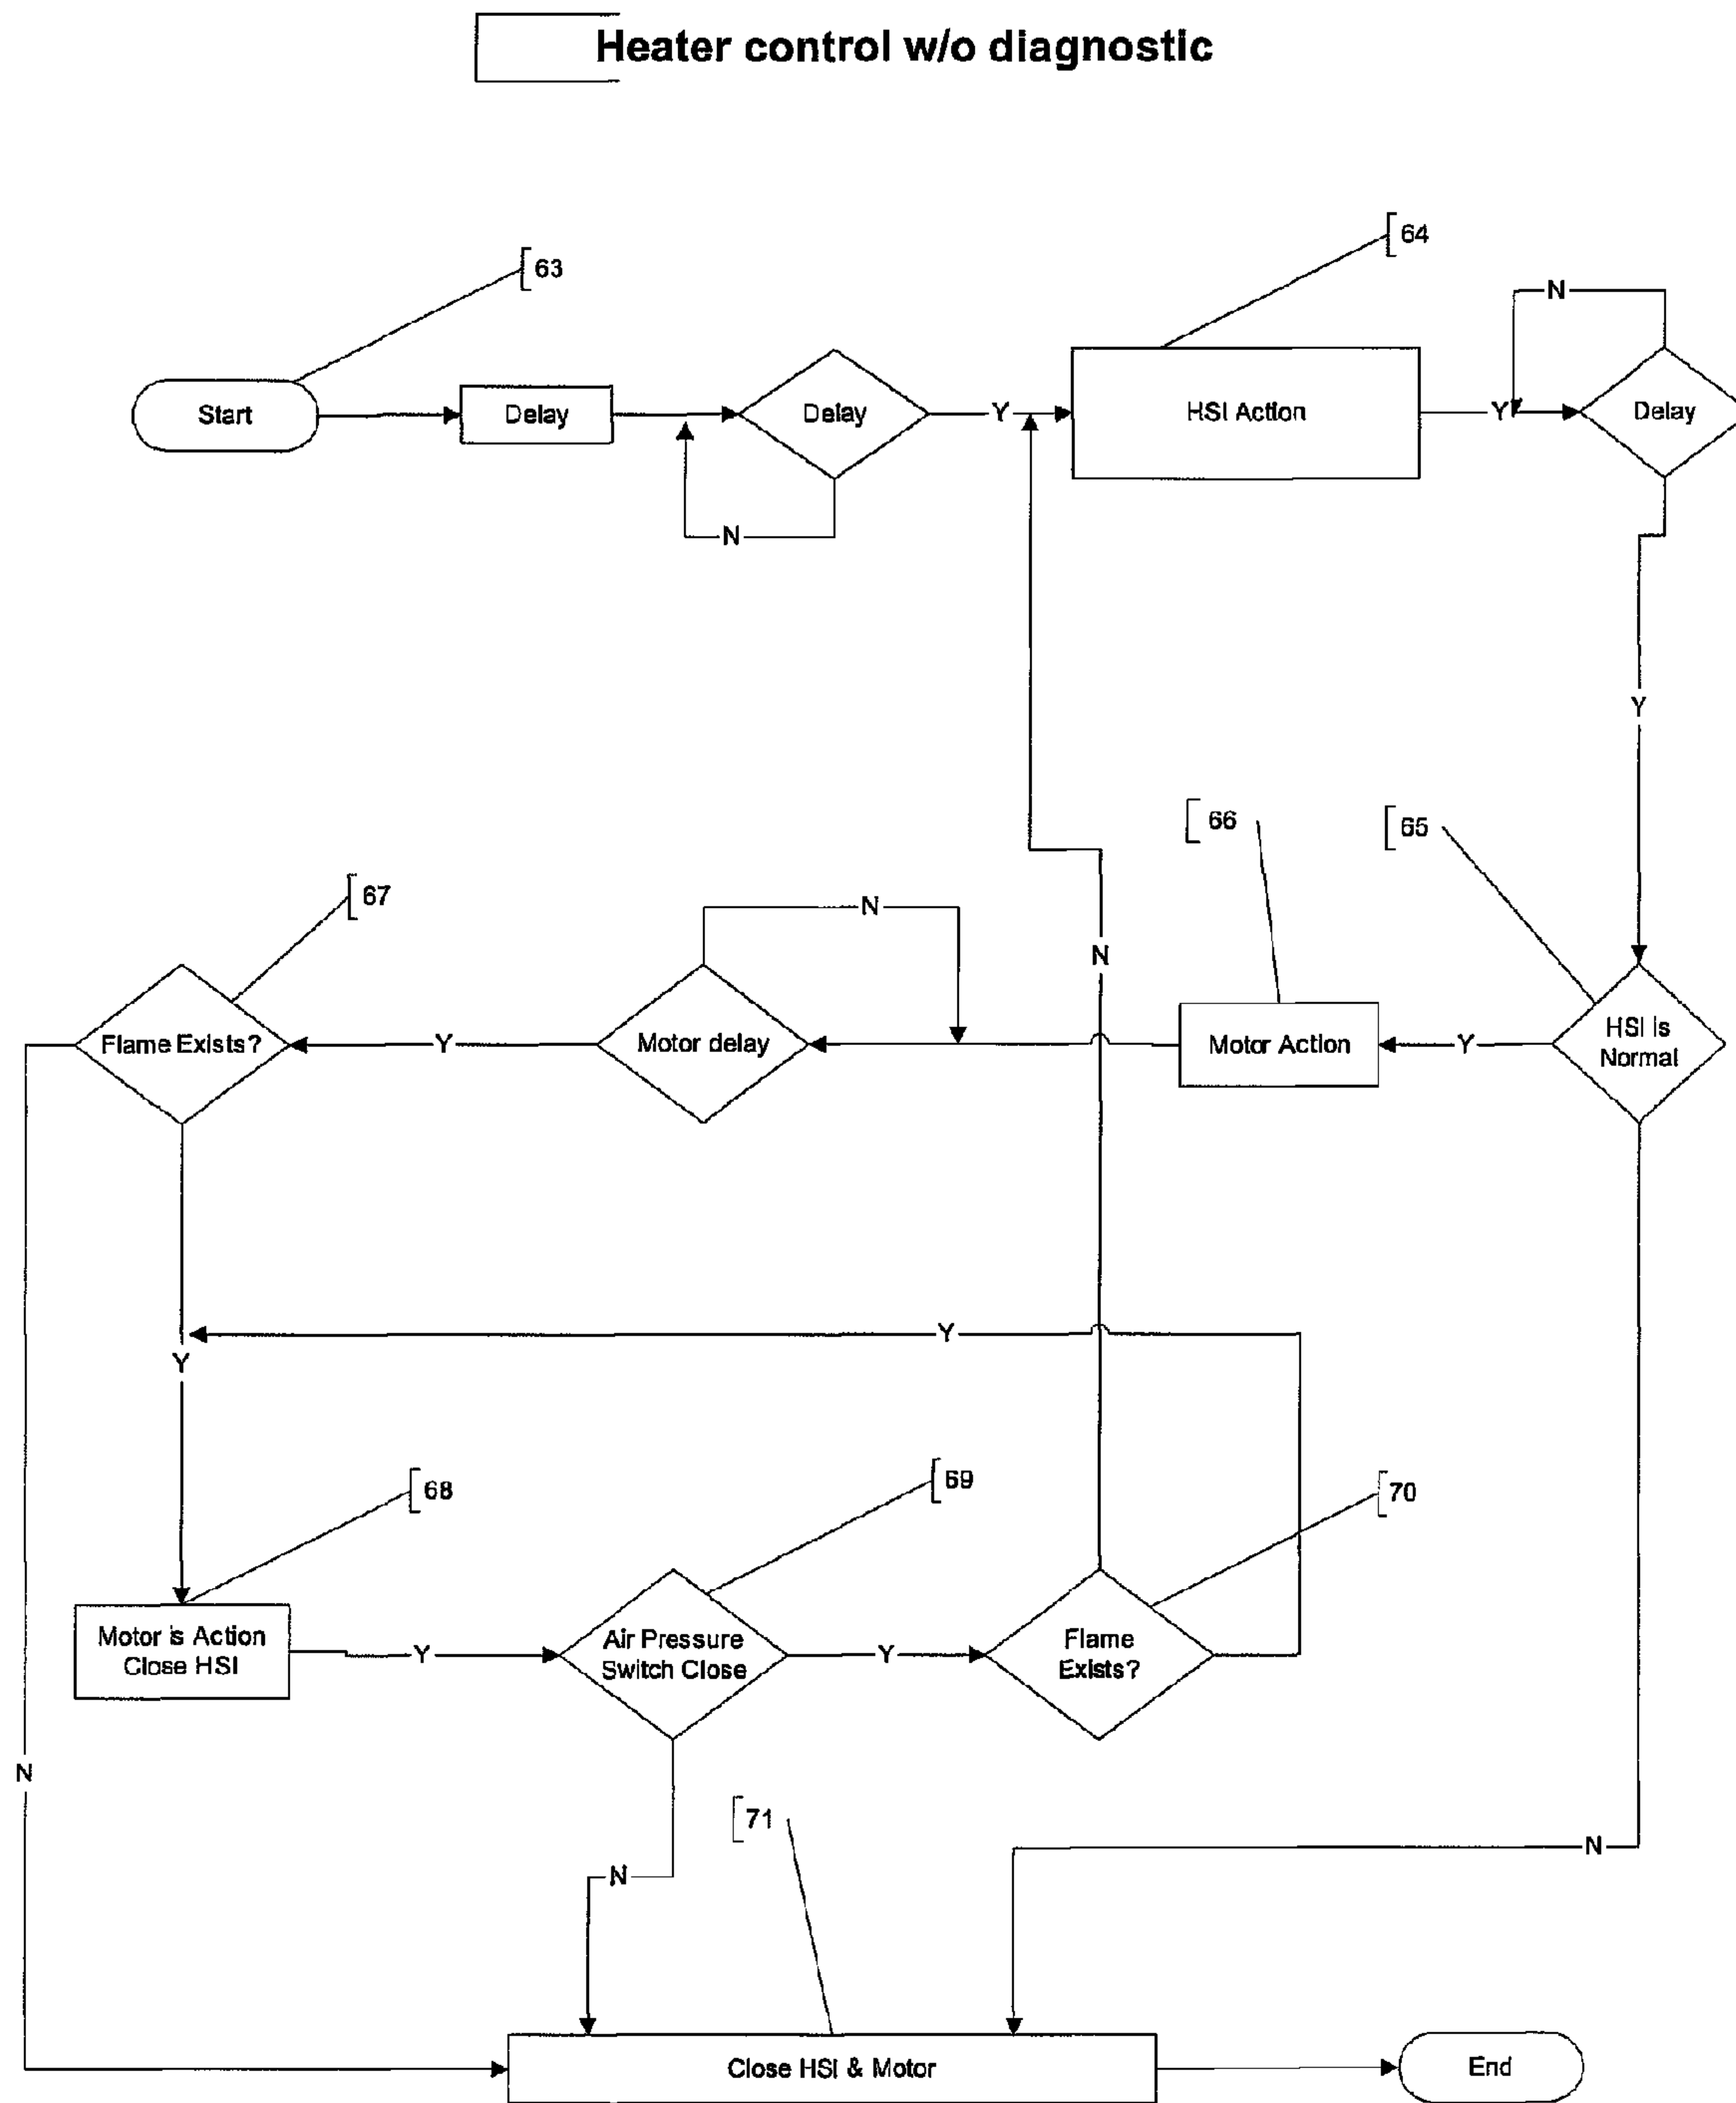 Heater control w/o diagnostic
64
63
N
Start
Delay
Delay
Y
HSI Action
Y
Delay
N
Y
66
65
67
N
N
Flame Exists?
Y
Motor delay
Motor Action
Y
HSI is
Normal
Y
Y
68
69
70
Motor is Action
Close HSI
Y
Air Pressure
Switch Close
Y
Flame
Exists?
N
71
N
N
Close HSI & Motor
End